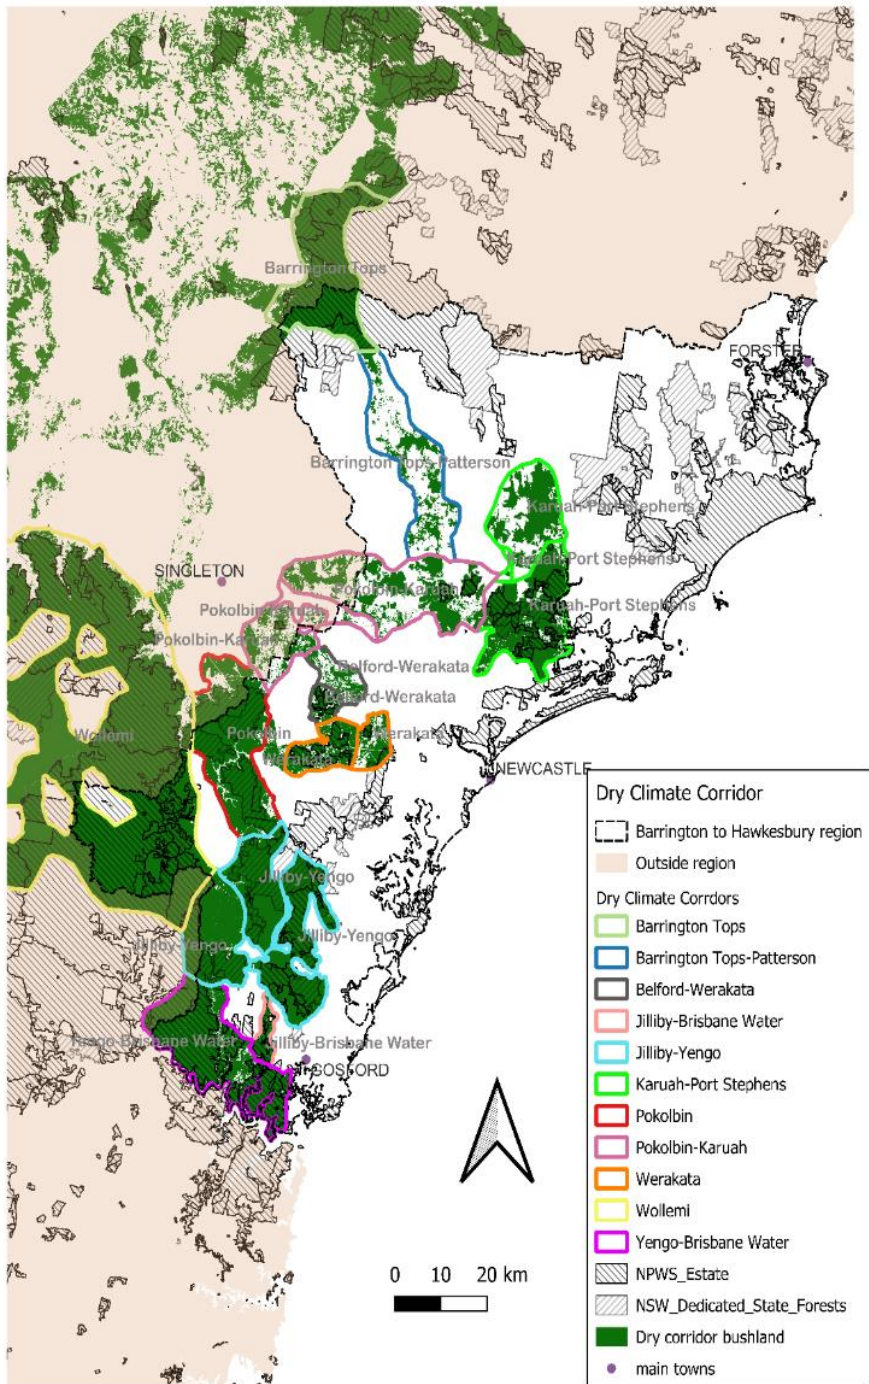 Barrington Tops
FORSTER
Barrington Tops-Patterson
Karuah-Port Stephens
Karuah-Port Stephens
SINGLETON
Pokolbin-Karuah
Karuah-Port Stephens
Pokolbin-Karuah
Pokolbin-Karuah
Belford-Werakata
Belford-Werakata
Wollemi
Pokolbin
Werakata
Werakata
NEWCASTLE
Jilliby-Yengo
Jilliby-Yengo
Jilliby-Yengo
Yengo-Brisbane Water
Jilliby-Brisbane Water
GOSFORD
0 10 20 km
Dry Climate Corridor
Barrington to Hawkesbury region
Outside region
Dry Climate Corrdors
Barrington Tops
Barrington Tops-Patterson
Belford-Werakata
Jilliby-Brisbane Water
Jilliby-Yengo
Karuah-Port Stephens
Pokolbin
Pokolbin-Karuah
Werakata
Wollemi
Yengo-Brisbane Water
NPWS_Estate
NSW_Dedicated_State_Forests
Dry corridor bushland
main towns